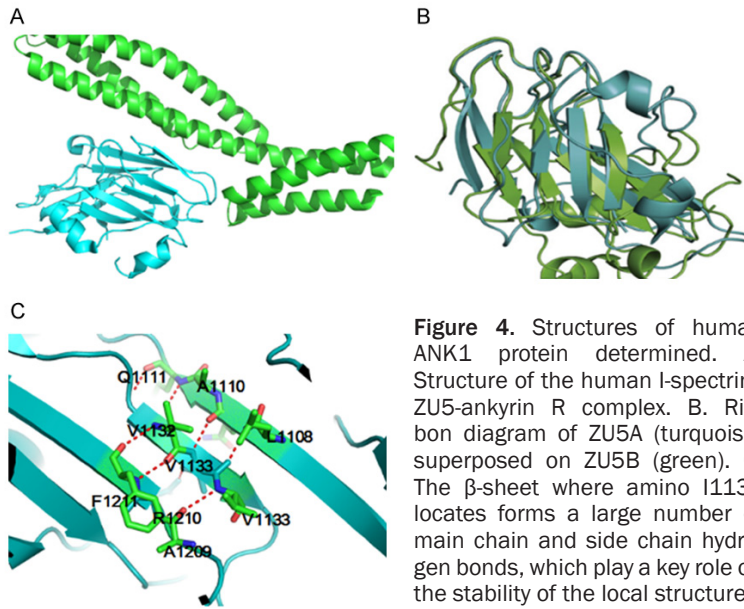 A
B
C
Q1111
A1110
V1132
L1108
V1133
F1211
R1210
V1133
A1209
Figure 4. Structures of huma
ANK1 protein determined.
Structure of the human I-spectrin
ZU5-ankyrin R complex. B. Ri
bon diagram of ZU5A (turquois
superposed on ZU5B (green).
The β-sheet where amino I113
locates forms a large number
main chain and side chain hydr
gen bonds, which play a key role o
the stability of the local structure